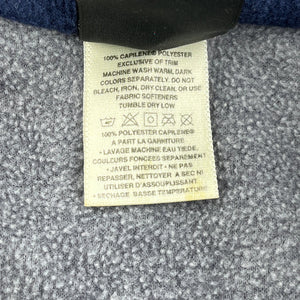 100% CAPILENE® POLYESTER
EXCLUSIVE OF TRIM
MACHINE WASH WARM, DARK
COLORS SEPARATELY. DO NOT
BLEACH, IRON, DRY CLEAN, OR USE
FABRIC SOFTENERS
TUMBLE DRY LOW
100% POLYESTER CAPILENE®
A PART LA GARNITURE
• LAVAGE MACHINE EAU TIEDE,
COULEURS FONCEES SEPAREMENT
• JAVEL INTERDIT • NE PAS
REPASSER, NETTOYER A SEC NI
UTILISER D'ASSOUPLISSANT
• SECHAGE BASSE TEMPERATURE